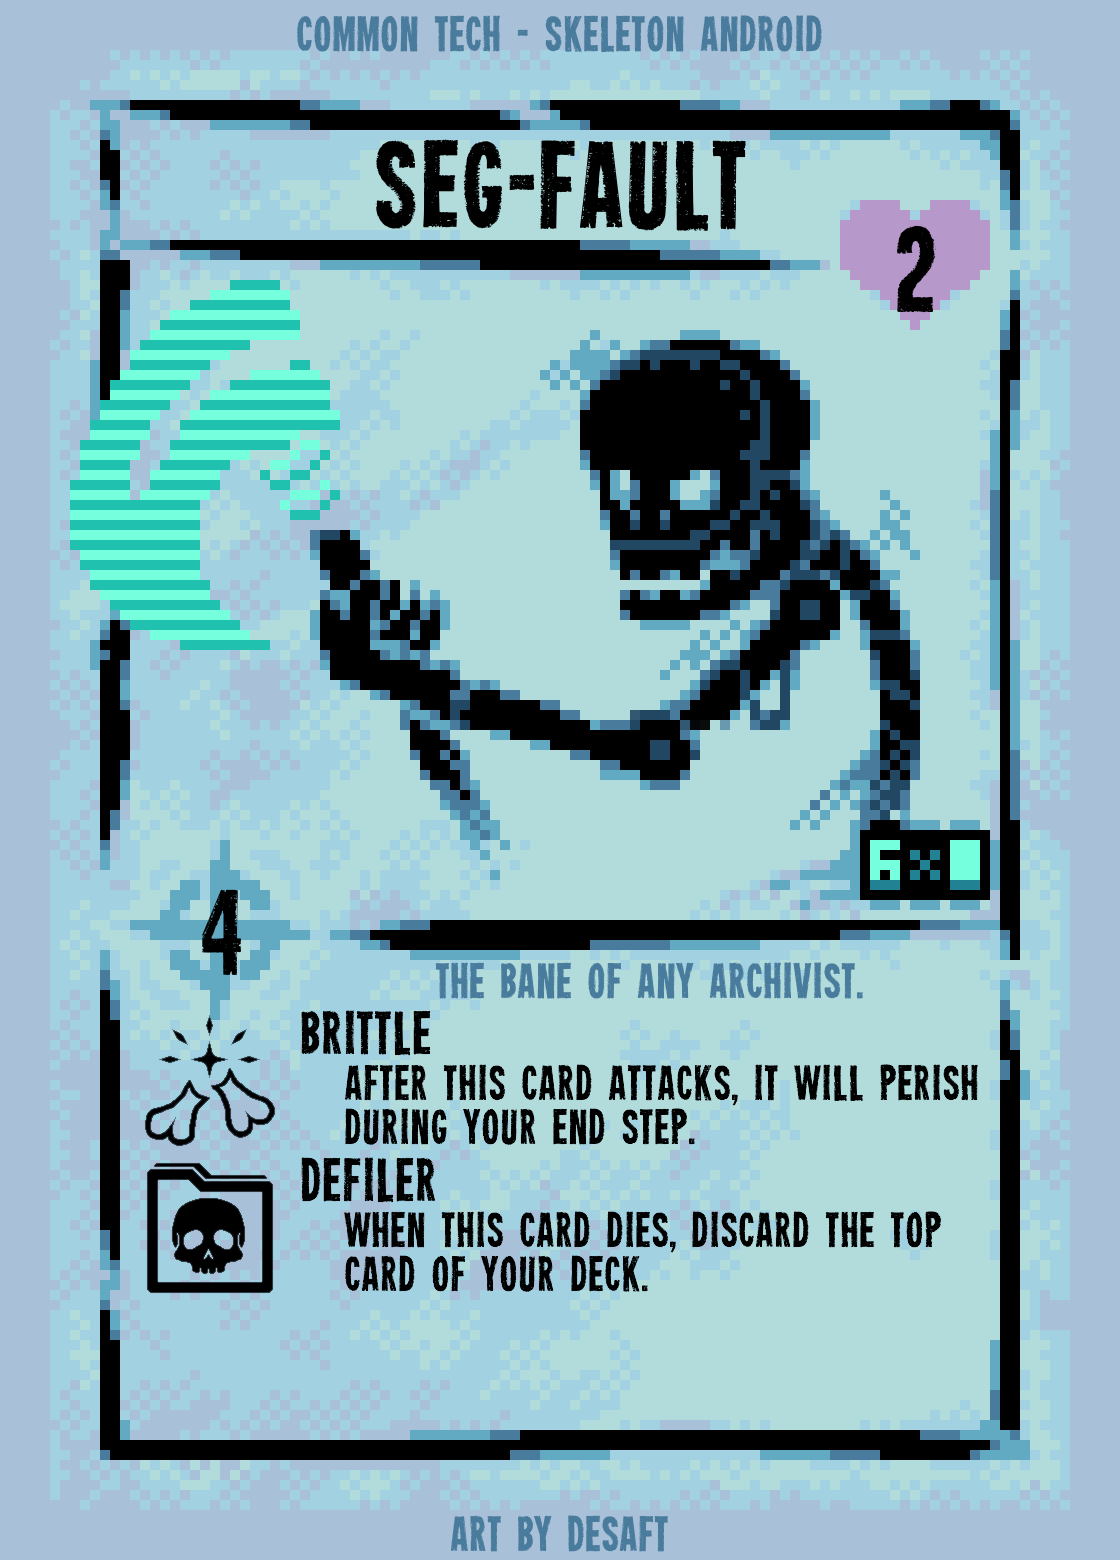 COMMON TECH - SKELETON ANDROID
SEG-FAULT
2
6 X
4
THE BANE OF ANY ARCHIVIST.
BRITTLE
AFTER THIS CARD ATTACKS, IT WILL PERISH
DURING YOUR END STEP.
DEFILER
WHEN THIS CARD DIES, DISCARD THE TOP
CARD OF YOUR DECK.
ART BY DESAFT